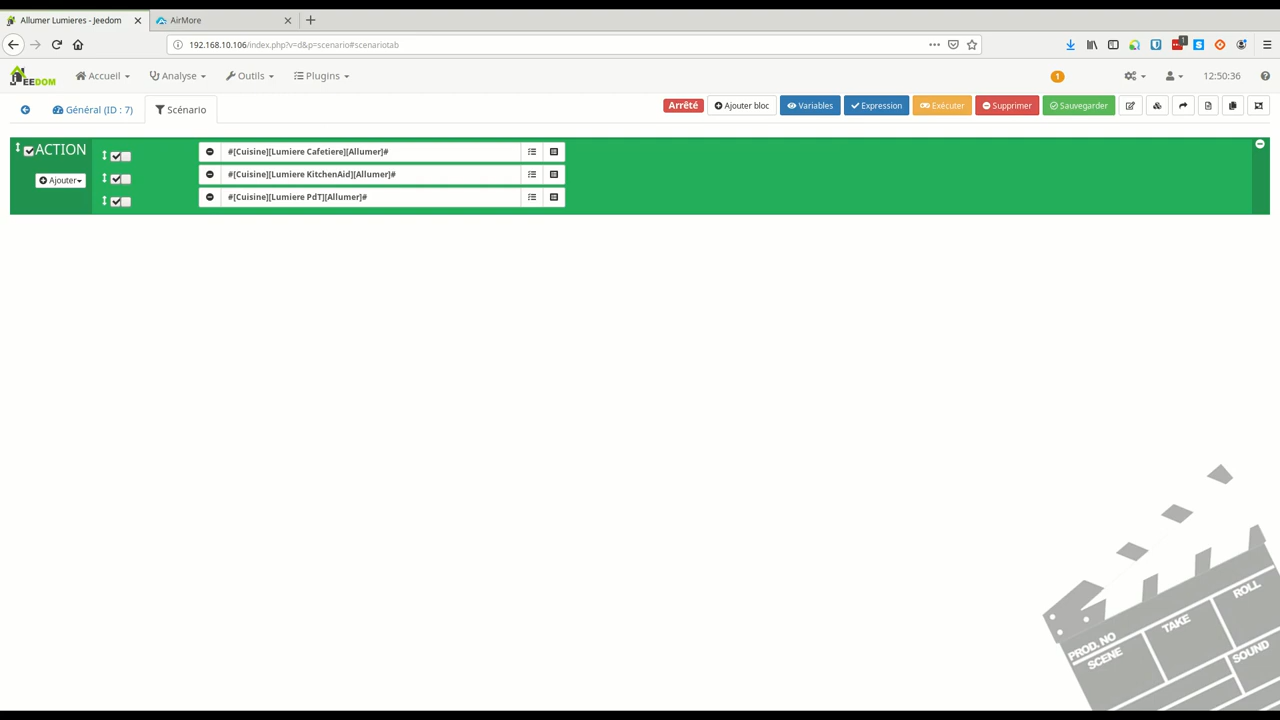 Allumer Lumieres - Jeedom
AirMore
192.168.10.106/index.php?v=d&p=scenario#scenariotab
1
JEEDOM
Accueil
Analyse
Outils
Plugins
1
12:50:36
Général (ID : 7)
Scénario
Arrêté
Ajouter bloc
Variables
Expression
Exécuter
Supprimer
Sauvegarder
ACTION
Ajouter
#[Cuisine][Lumiere Cafetiere][Allumer]#
#[Cuisine][Lumiere KitchenAid][Allumer]#
#[Cuisine][Lumiere PdT][Allumer]#
PROD. NO
SCENE
TAKE
ROLL
SOUND